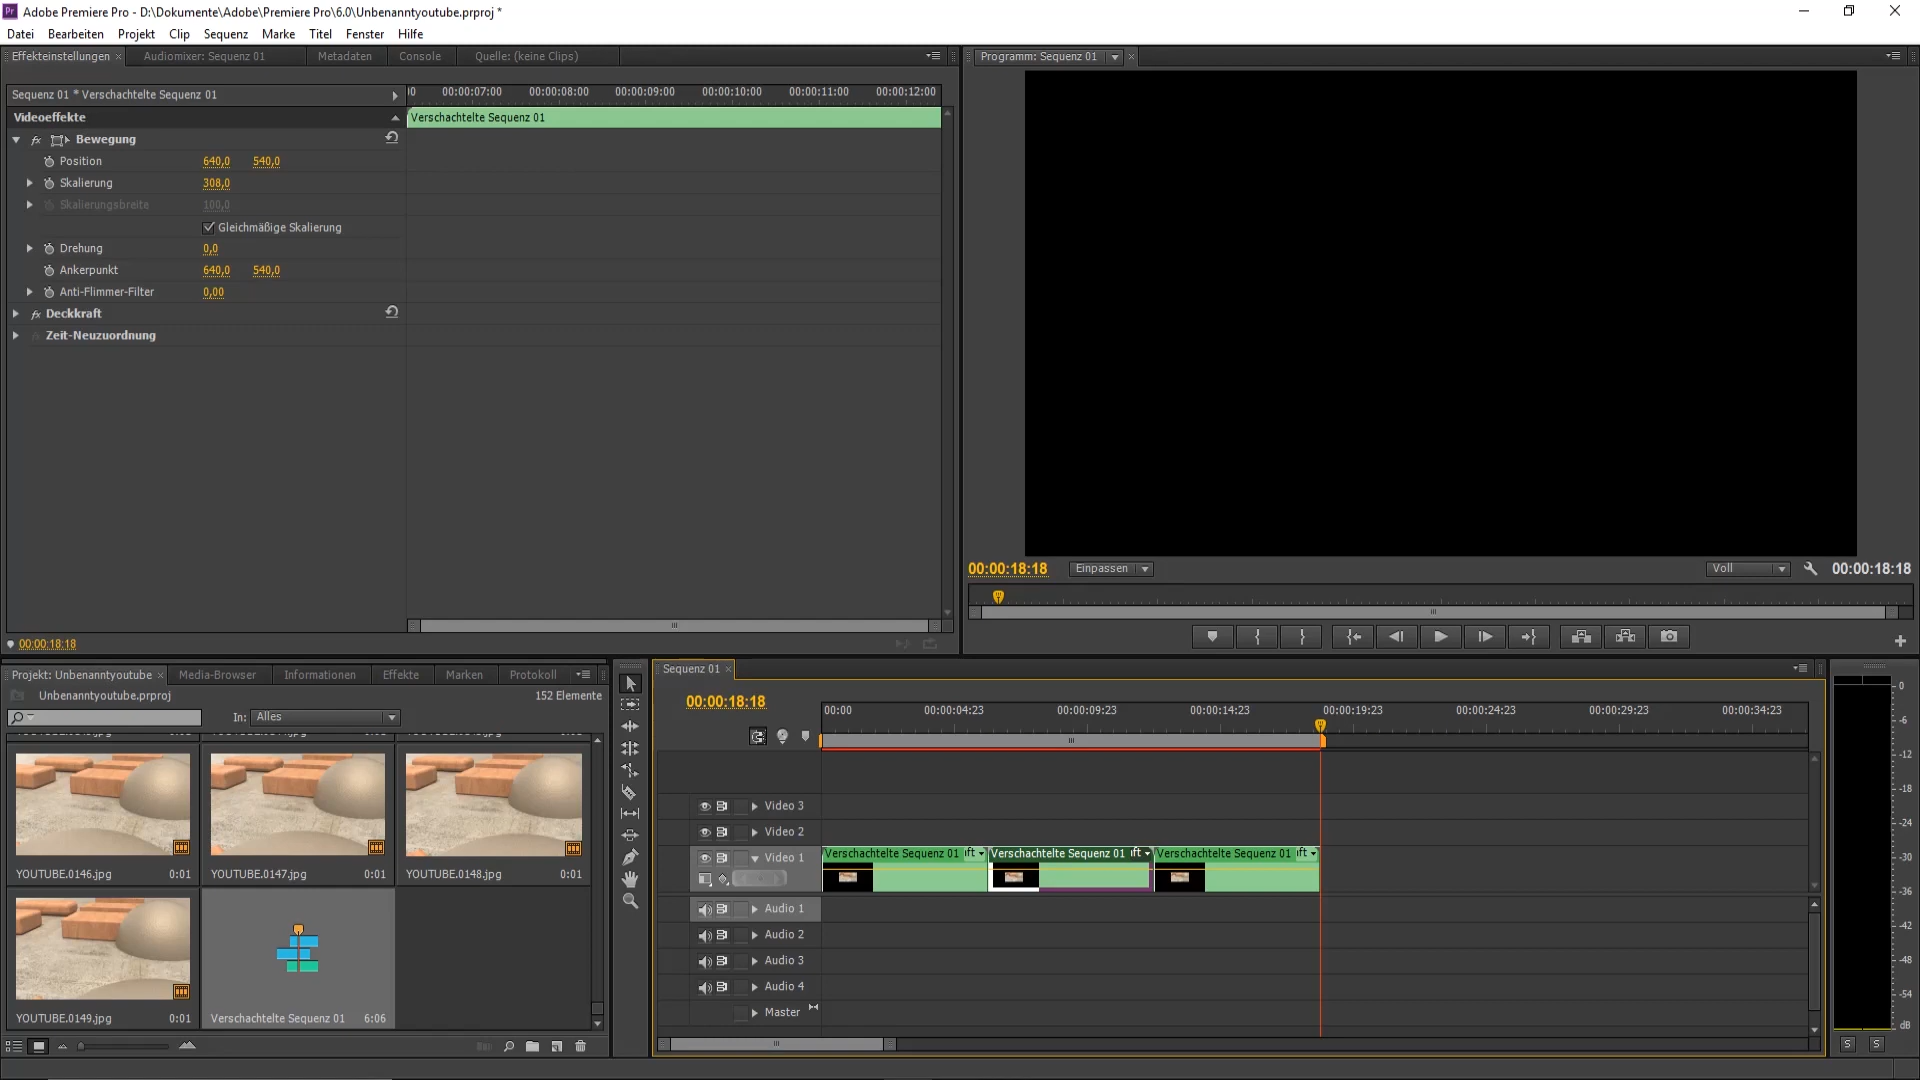 Adobe Premiere Pro - D:\Dokumente\Adobe\Premiere Pro\6.0\Unbenanntyoutube.prproj *
Datei Bearbeiten Projekt Clip Sequenz Marke Titel Fenster Hilfe
Effekteinstellungen Audiomixer: Sequenz 01 Metadaten Console Quelle: (keine Clips)
Programm: Sequenz 01
Sequenz 01 * Verschachtelte Sequenz 01
00:00:07:00 00:00:08:00 00:00:09:00 00:00:10:00 00:00:11:00 00:00:12:00
Videoeffekte
Verschachtelte Sequenz 01
fx Bewegung
Position 640,0 540,0
Skalierung 308,0
Skalierungsbreite 100,0
Gleichmäßige Skalierung
Drehung 0,0
Ankerpunkt 640,0 540,0
Anti-Flimmer-Filter 0,00
fx Deckkraft
Zeit-Neuzuordnung
00:00:18:18 Einpassen Voll 00:00:18:18
00:00:18:18
Projekt: Unbenanntyoutube Media-Browser Informationen Effekte Marken Protokoll
Unbenanntyoutube.prproj 152 Elemente
In: Alles
YOUTUBE.0146.jpg 0:01
YOUTUBE.0147.jpg 0:01
YOUTUBE.0148.jpg 0:01
YOUTUBE.0149.jpg 0:01
Verschachtelte Sequenz 01 6:06
Sequenz 01
00:00:18:18
00:00 00:00:04:23 00:00:09:23 00:00:14:23 00:00:19:23 00:00:24:23 00:00:29:23 00:00:34:23
Video 3
Video 2
Video 1
Verschachtelte Sequenz 01 Verschachtelte Sequenz 01 Verschachtelte Sequenz 01
Audio 1
Audio 2
Audio 3
Audio 4
Master
0
-6
-12
-18
-24
-30
-36
-42
-48
-54
dB
S S